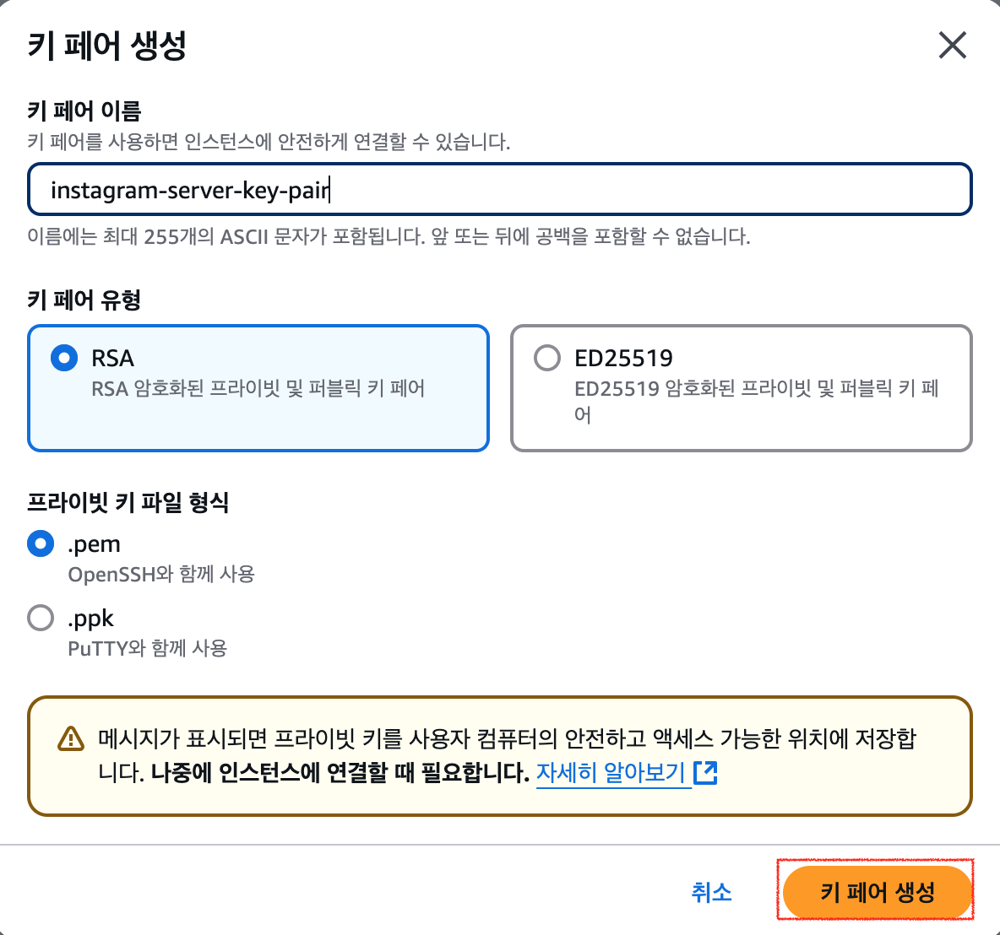 키 페어 생성
키 페어 이름
키 페어를 사용하면 인스턴스에 안전하게 연결할 수 있습니다.
instagram-server-key-pair
이름에는 최대 255개의 ASCII 문자가 포함됩니다. 앞 또는 뒤에 공백을 포함할 수 없습니다.
키 페어 유형
RSA
RSA 암호화된 프라이빗 및 퍼블릭 키 페어
ED25519
ED25519 암호화된 프라이빗 및 퍼블릭 키 페
어
프라이빗 키 파일 형식
.pem
OpenSSH와 함께 사용
.ppk
PuTTY와 함께 사용
메시지가 표시되면 프라이빗 키를 사용자 컴퓨터의 안전하고 액세스 가능한 위치에 저장합
니다. 나중에 인스턴스에 연결할 때 필요합니다. 자세히 알아보기
취소
키 페어 생성